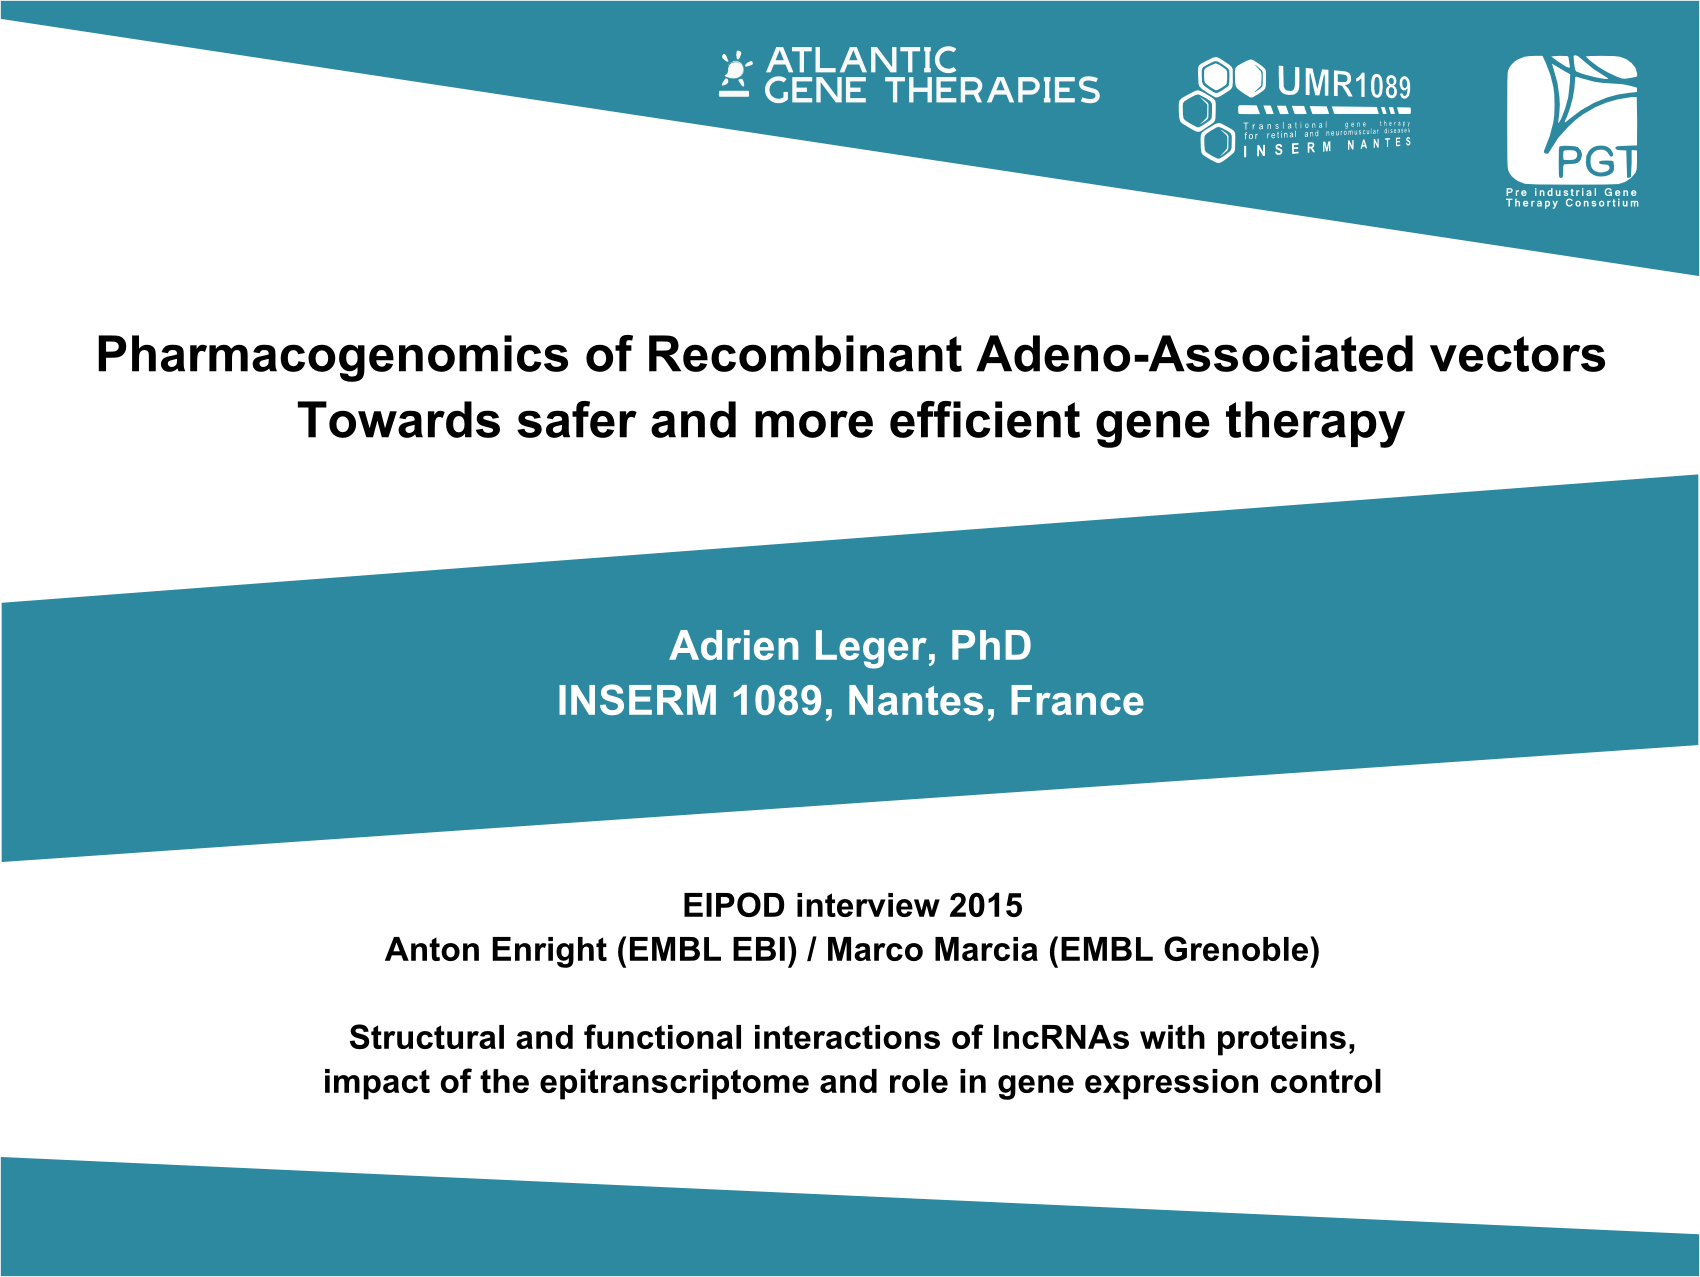 ATLANTIC
GENE THERAPIES
UMR1089
Translational gene therapy
for retinal and neuromuscular diseases
INSERM NANTES
PGT
Pre industrial Gene
Therapy Consortium
Pharmacogenomics of Recombinant Adeno-Associated vectors
Towards safer and more efficient gene therapy
Adrien Leger, PhD
INSERM 1089, Nantes, France
EIPOD interview 2015
Anton Enright (EMBL EBI) / Marco Marcia (EMBL Grenoble)
Structural and functional interactions of lncRNAs with proteins,
impact of the epitranscriptome and role in gene expression control